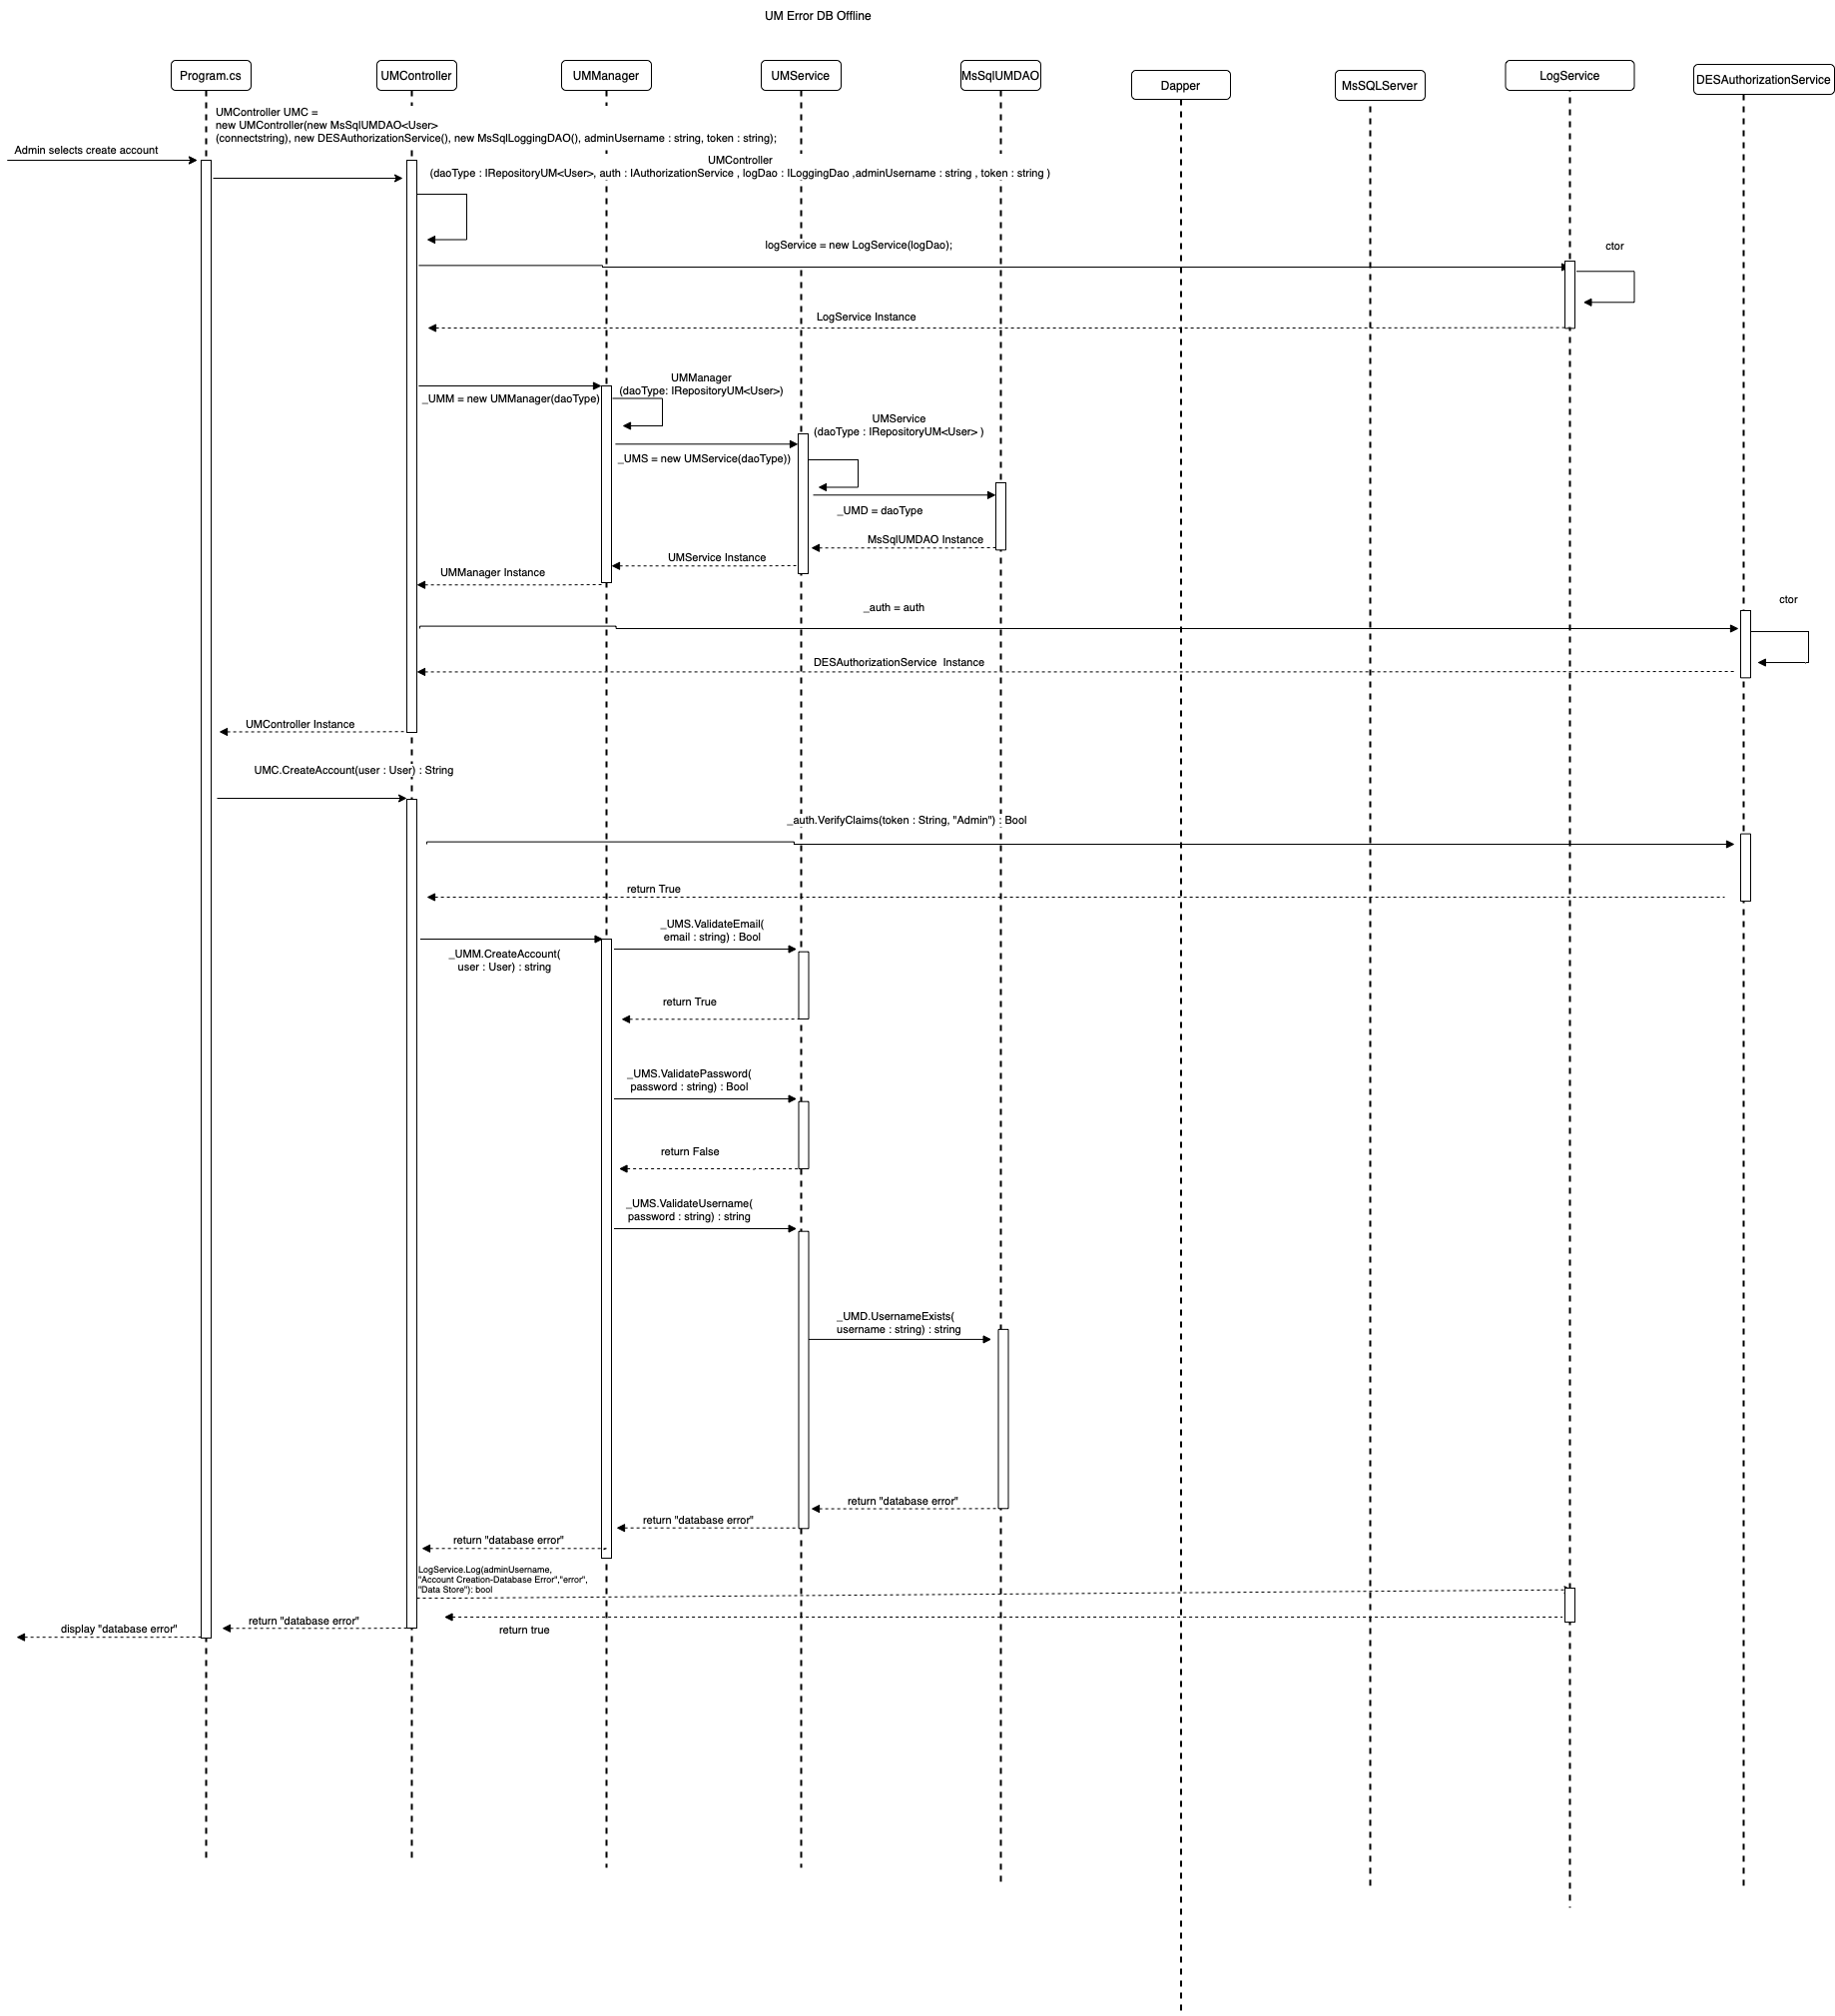 UM Error DB Offline
Program.cs
UMController
UMManager
UMService
MsSqlUMDAO
Dapper
MsSQLServer
LogService
DESAuthorizationService
UMController UMC =
new UMController(new MsSqlUMDAO<User>
(connectstring), new DESAuthorizationService(), new MsSqlLoggingDAO(), adminUsername : string, token : string);
Admin selects create account
UMController
(daoType : IRepositoryUM<User>, auth : IAuthorizationService , logDao : ILoggingDao ,adminUsername : string , token : string )
logService = new LogService(logDao);
ctor
LogService Instance
UMManager
(daoType: IRepositoryUM<User>)
_UMM = new UMManager(daoType)
UMService
(daoType : IRepositoryUM<User> )
_UMS = new UMService(daoType))
_UMD = daoType
MsSqlUMDAO Instance
UMService Instance
UMManager Instance
_auth = auth
ctor
DESAuthorizationService  Instance
UMController Instance
UMC.CreateAccount(user : User) : String
_auth.VerifyClaims(token : String, "Admin") : Bool
return True
_UMS.ValidateEmail(
email : string) : Bool
_UMM.CreateAccount(
user : User) : string
return True
_UMS.ValidatePassword(
password : string) : Bool
return False
_UMS.ValidateUsername(
password : string) : string
_UMD.UsernameExists(
username : string) : string
return "database error"
return "database error"
return "database error"
LogService.Log(adminUsername,
"Account Creation-Database Error","error",
"Data Store"): bool
return "database error"
display "database error"
return true